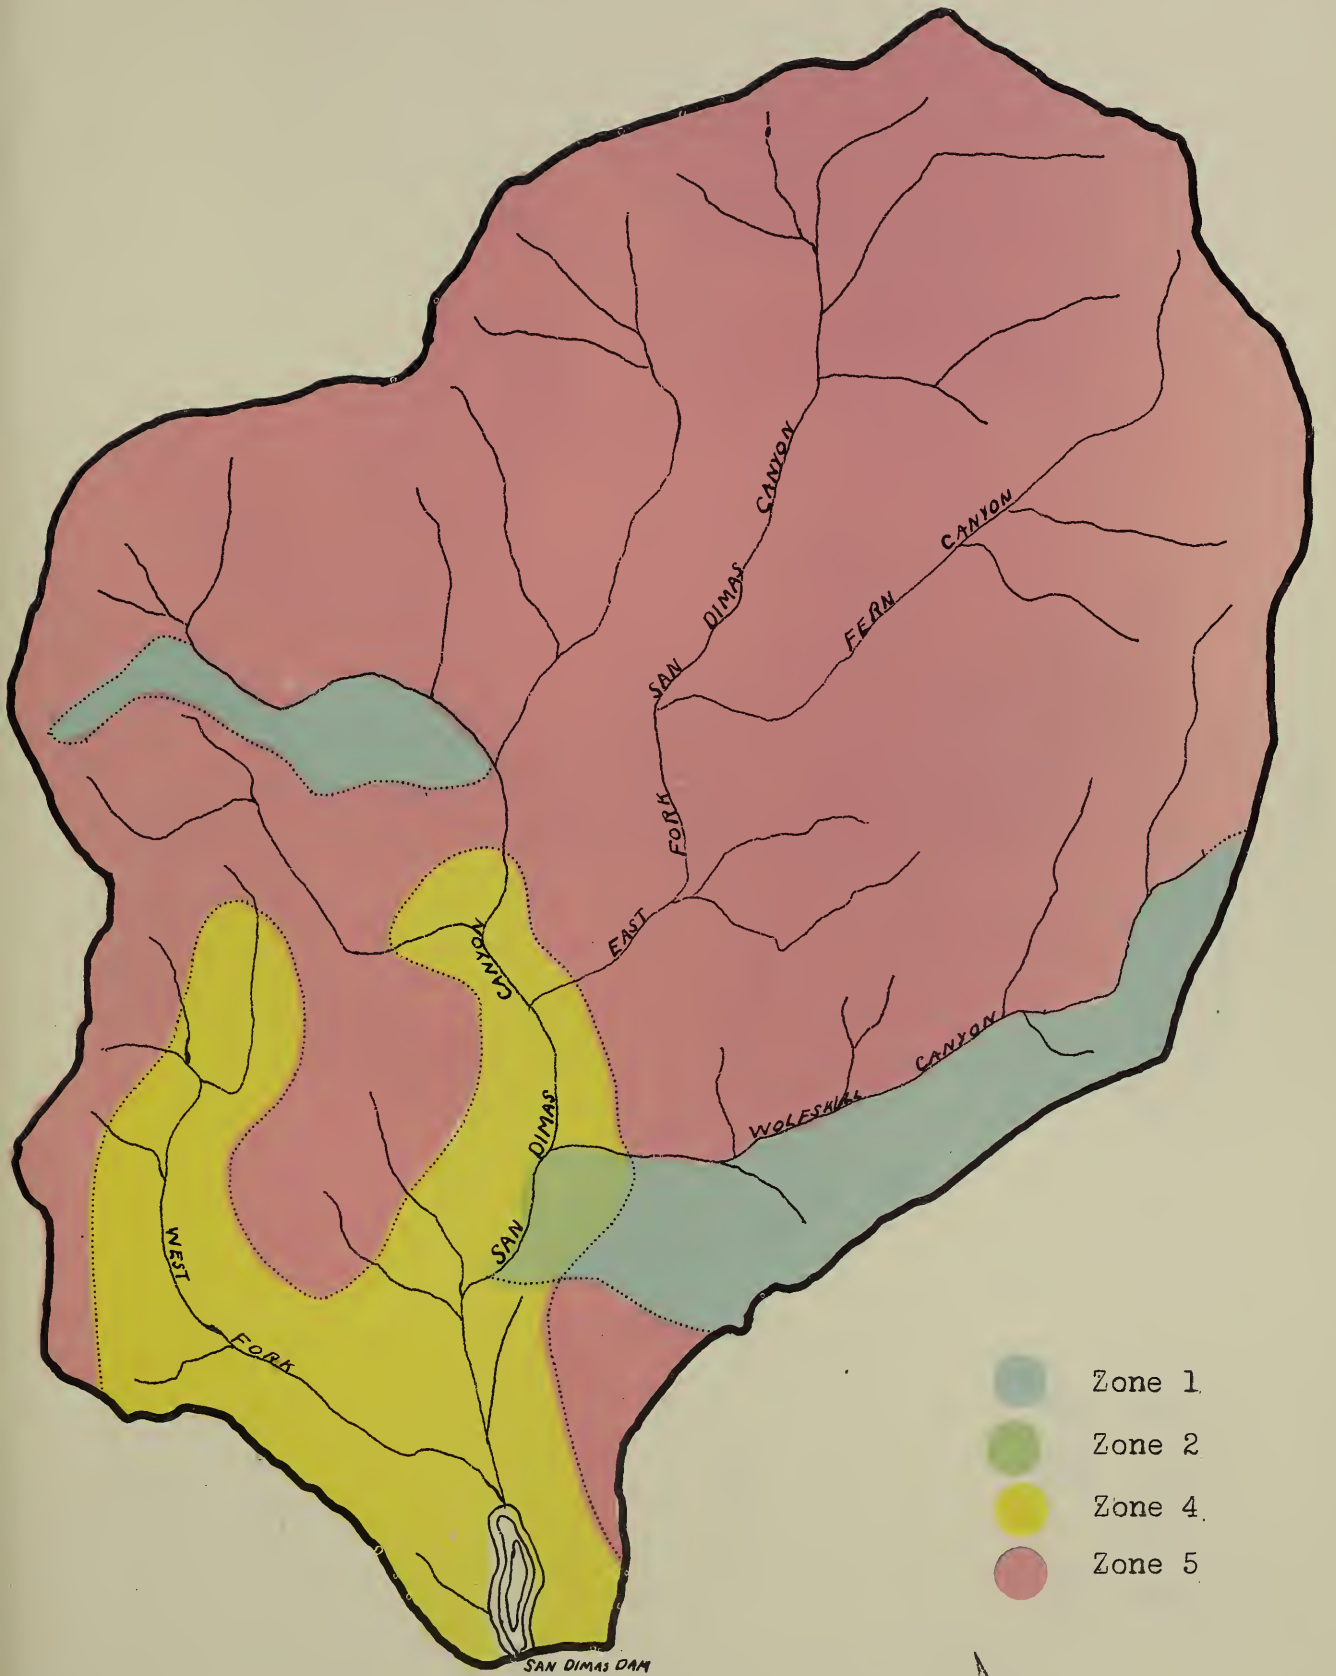 SAN DIMAS CANYON
FERN CANYON
EAST FORK
SAN DIMAS CANYON
WOLFSKILL CANYON
WEST FORK
Zone 1
Zone 2
Zone 4
Zone 5
SAN DIMAS DAM